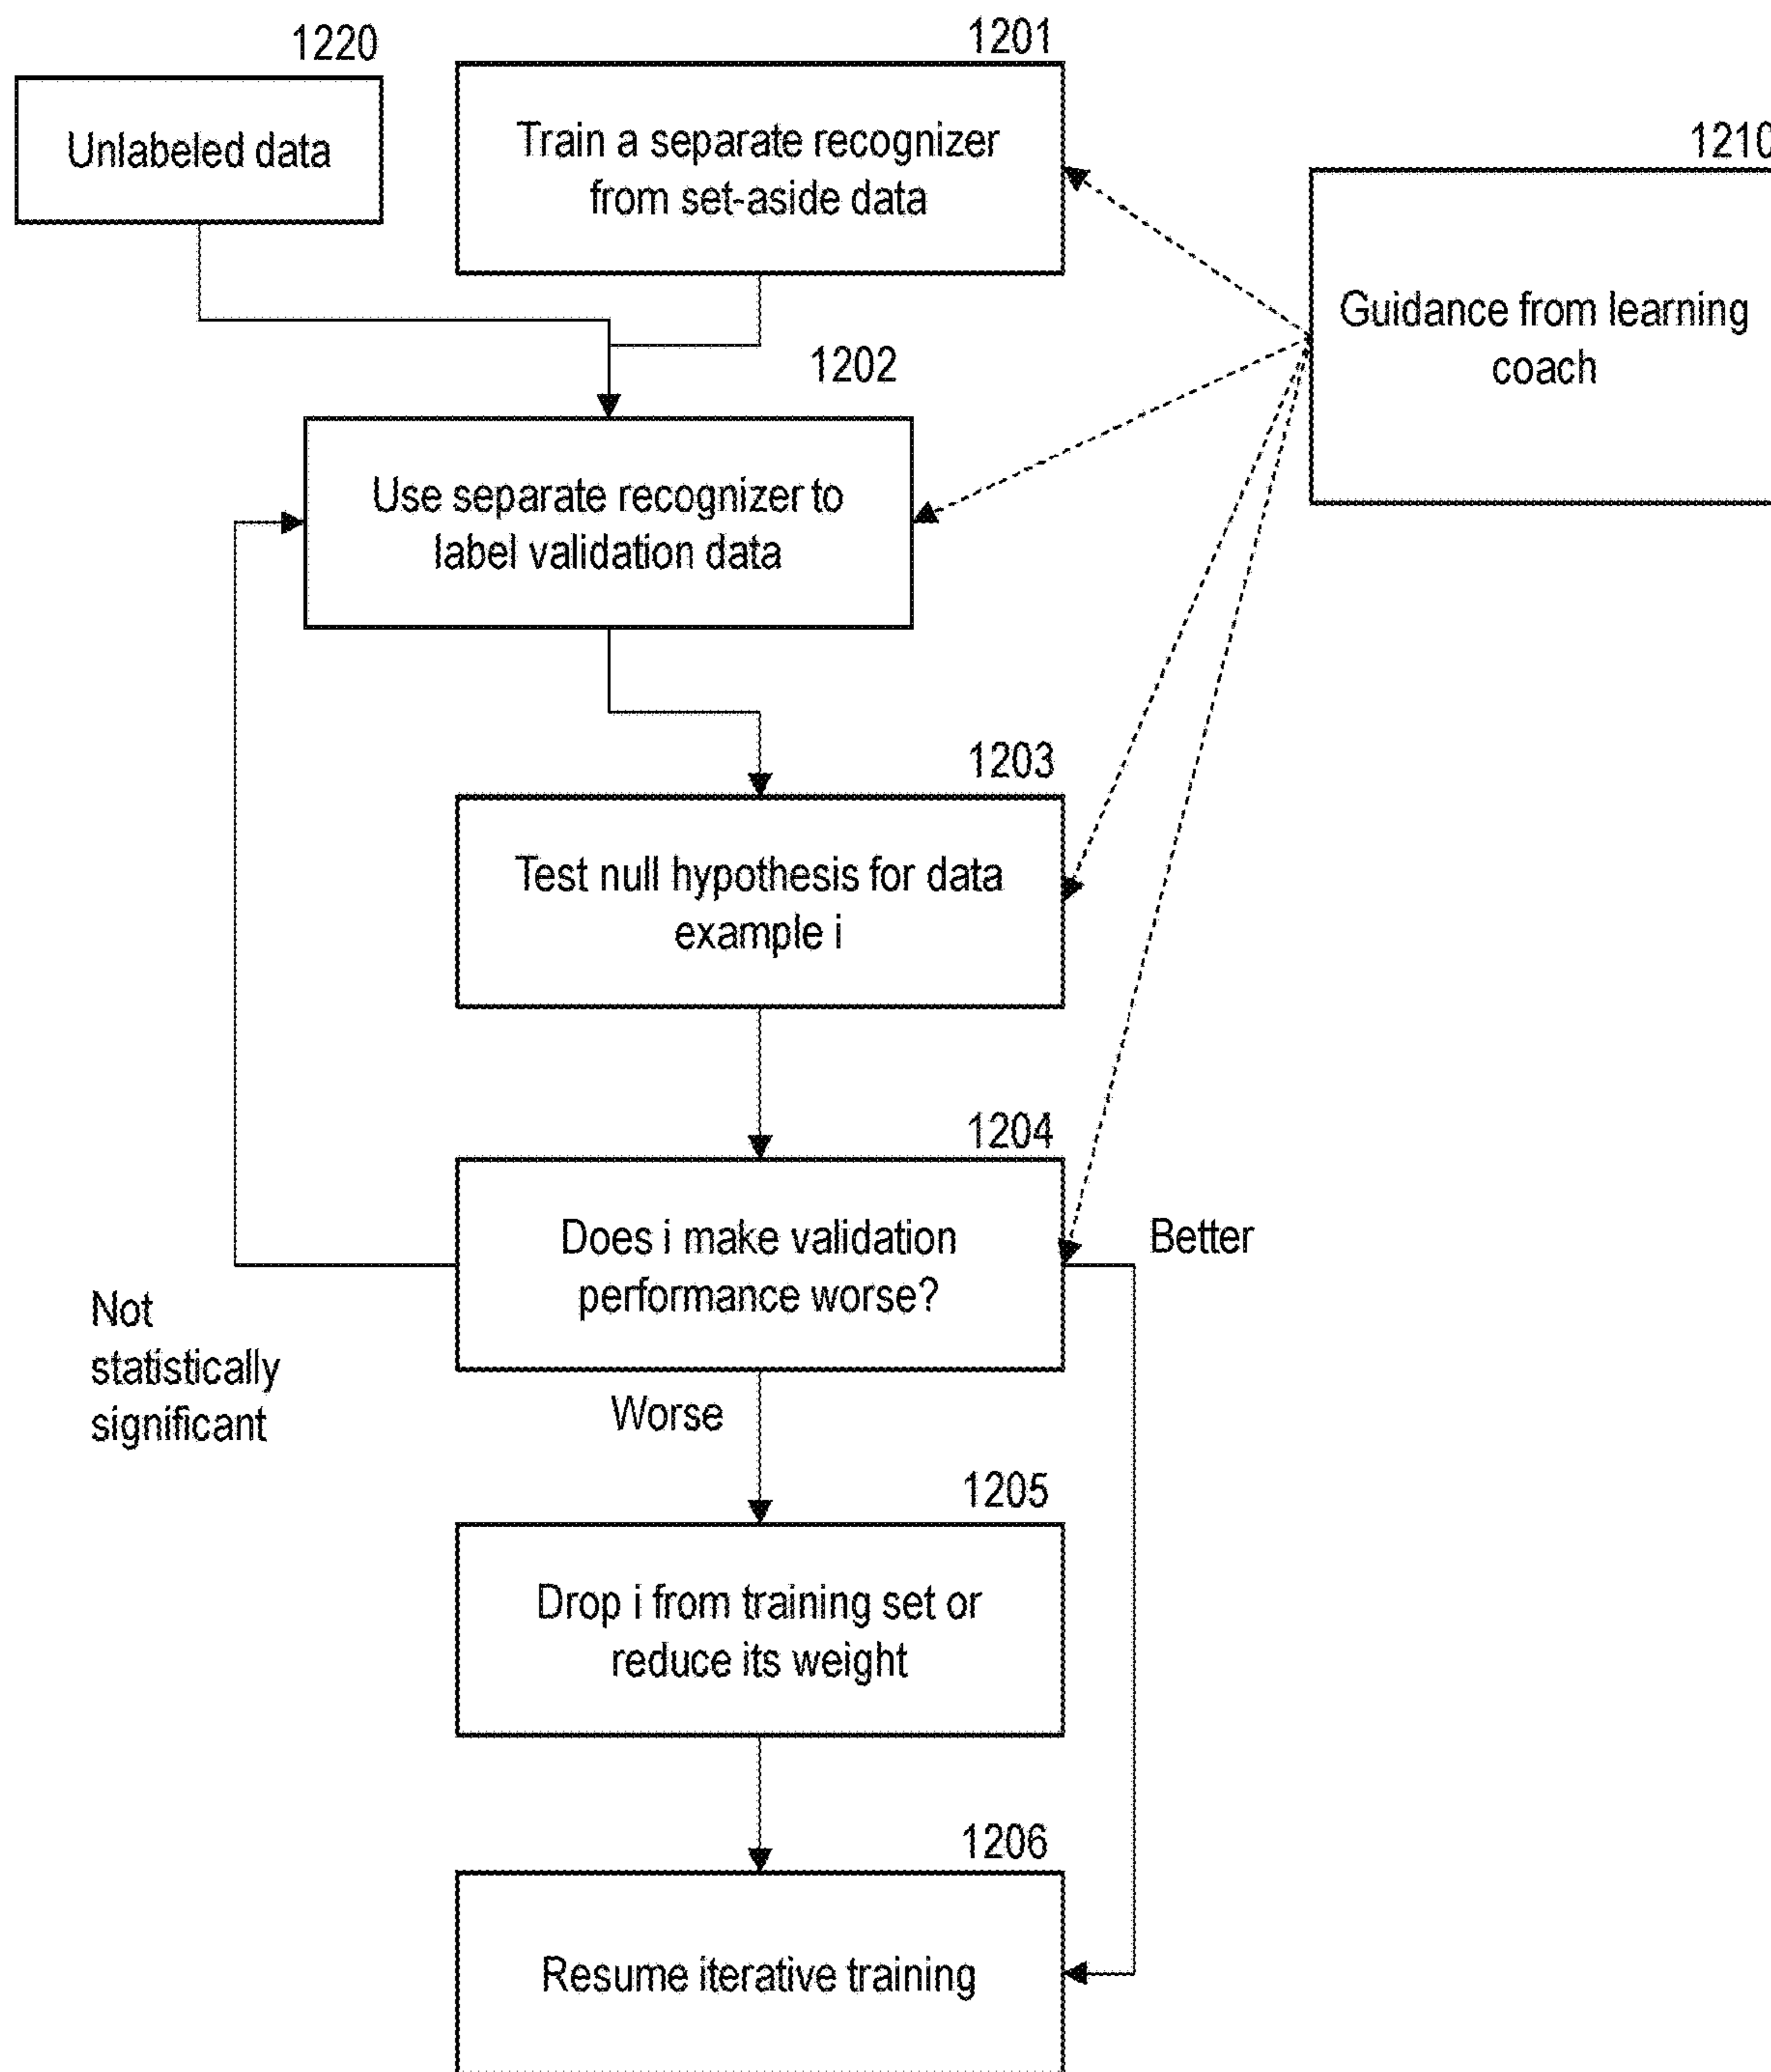 1220
Unlabeled data
1201
Train a separate recognizer
from set-aside data
1210
Guidance from learning
coach
1202
Use separate recognizer to
label validation data
1203
Test null hypothesis for data
example i
1204
Does i make validation
performance worse?
Better
Not
statistically
significant
Worse
1205
Drop i from training set or
reduce its weight
1206
Resume iterative training